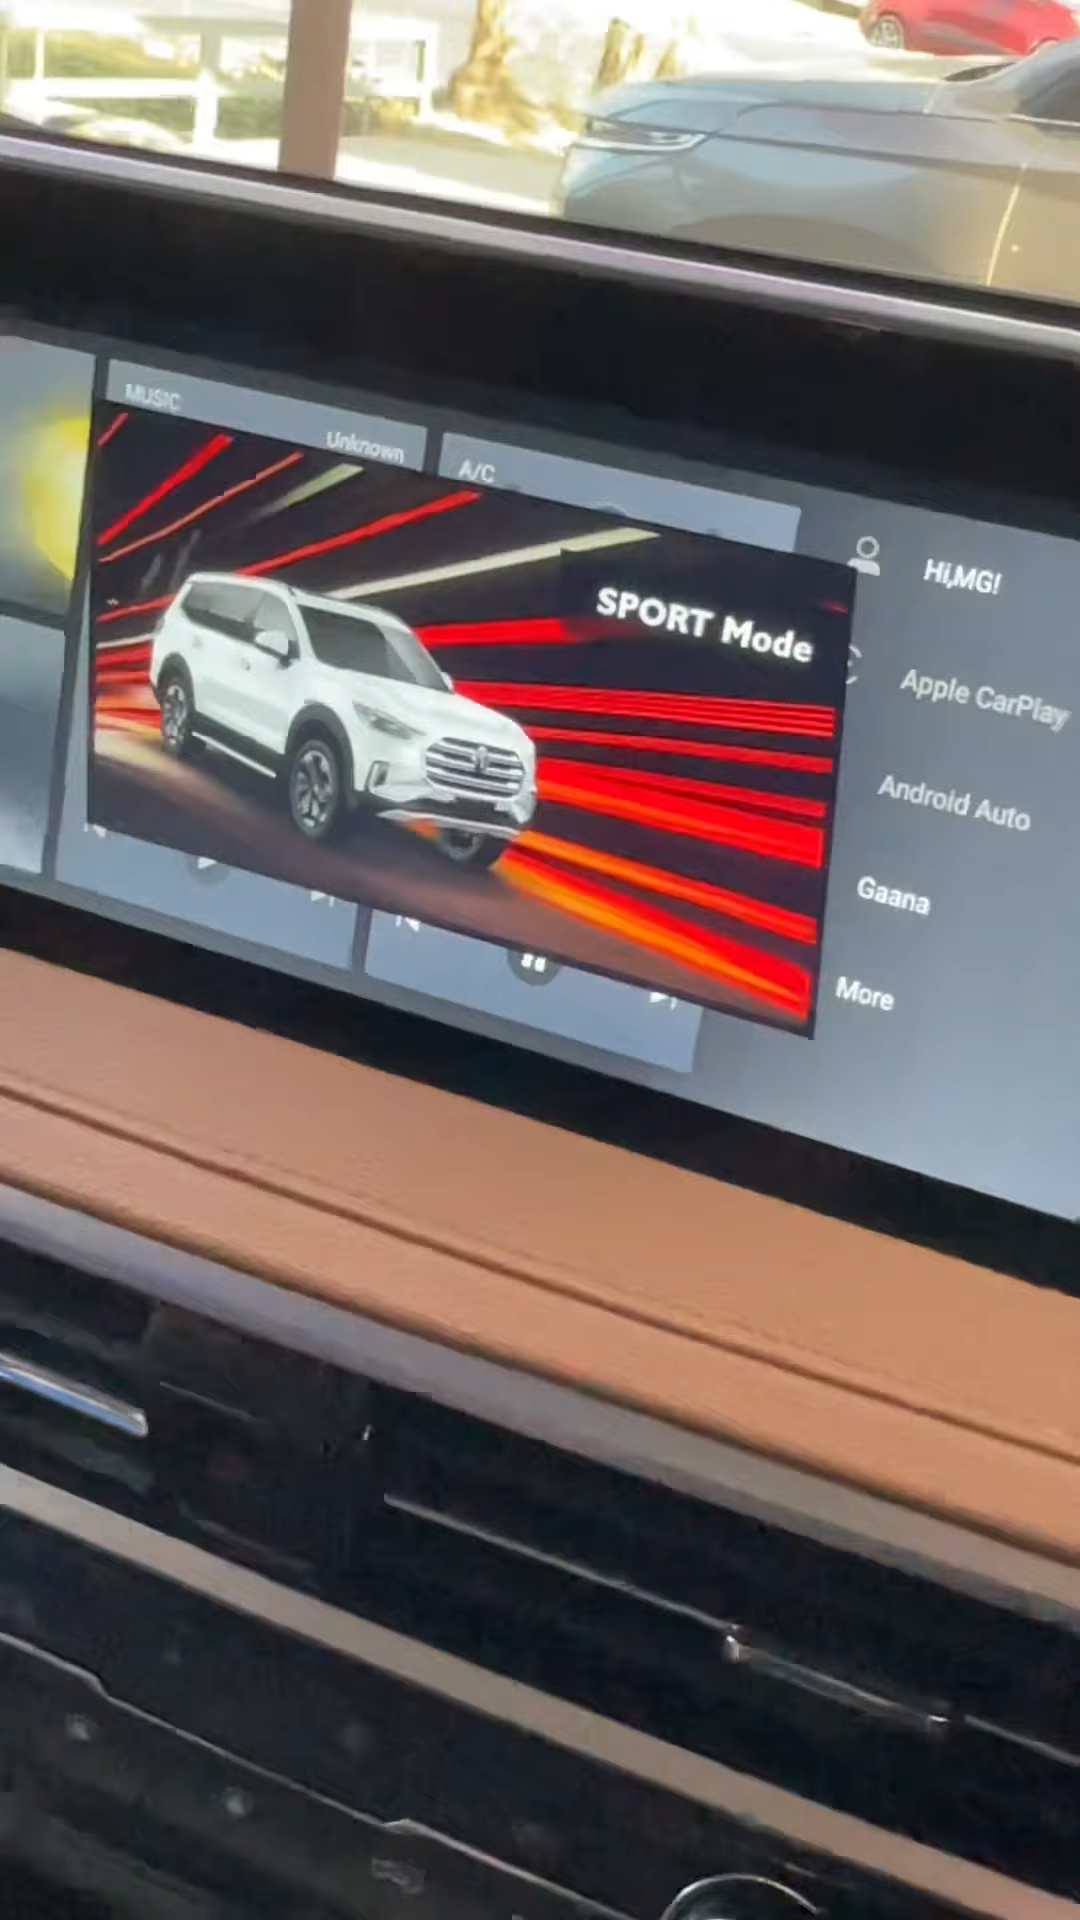 MUSIC
Unknown
A/C
SPORT Mode
Hi,MG!
Apple CarPlay
Android Auto
Gaana
More